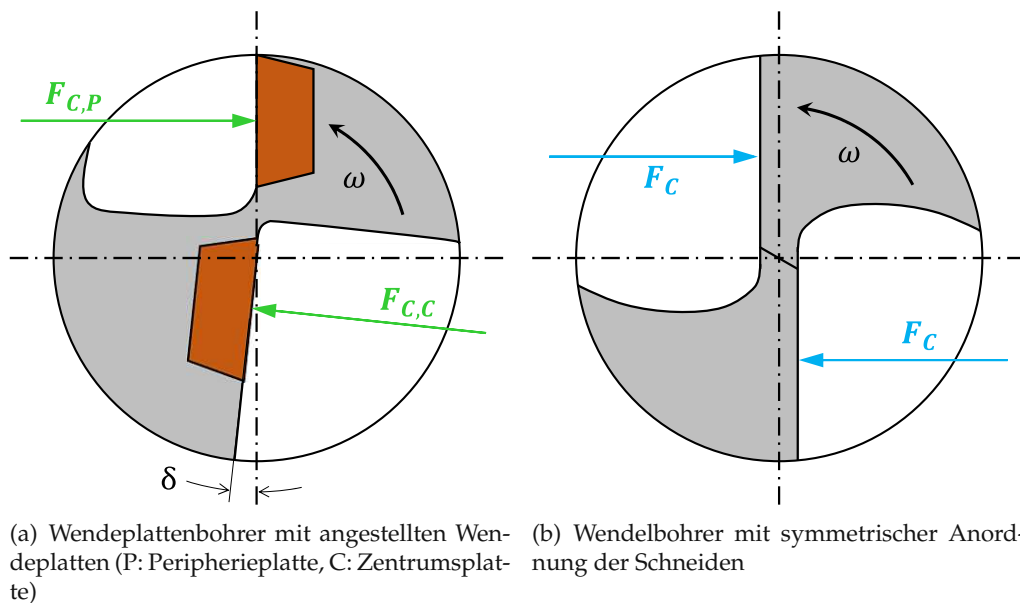 F_{C,P}
ω
F_{C,C}
δ
F_C
ω
F_C
(a) Wendeplattenbohrer mit angestellten Wen-
deplatten (P: Peripherieplatte, C: Zentrumsplat-
te)
(b) Wendelbohrer mit symmetrischer Anord-
nung der Schneiden